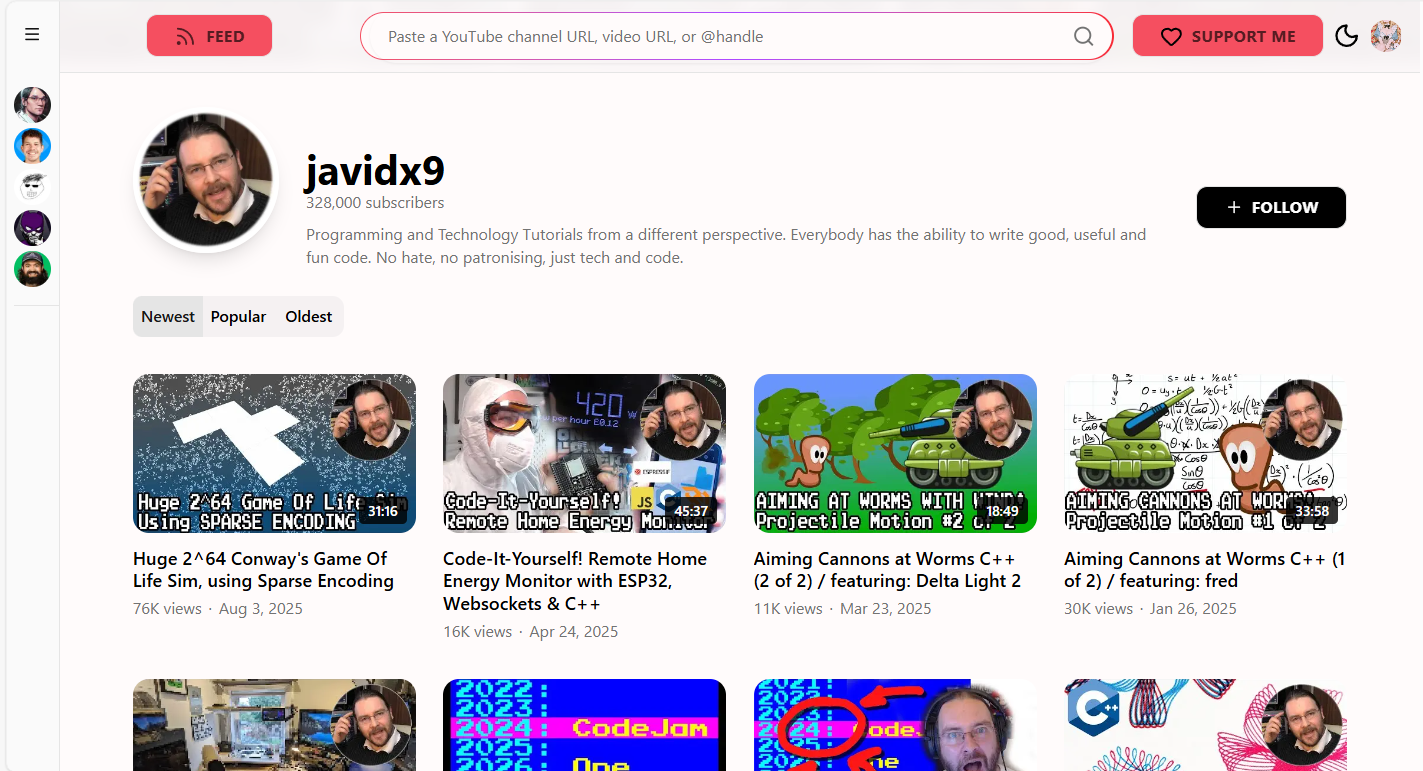 FEED
Paste a YouTube channel URL, video URL, or @handle
SUPPORT ME
javidx9
328,000 subscribers
FOLLOW
Programming and Technology Tutorials from a different perspective. Everybody has the ability to write good, useful and
fun code. No hate, no patronising, just tech and code.
Newest
Popular
Oldest
Huge 2^64 Game Of Life Sim
Using SPARSE ENCODING
31:16
Huge 2^64 Conway's Game Of
Life Sim, using Sparse Encoding
76K views · Aug 3, 2025
420 W
per hour £0.12
ESPRESSIF
JS
Code-It-Yourself!
Remote Home Energy Monitor
45:37
Code-It-Yourself! Remote Home
Energy Monitor with ESP32,
Websockets & C++
16K views · Apr 24, 2025
AIMING AT WORMS WITH
Projectile Motion #2 of 2
18:49
Aiming Cannons at Worms C++
(2 of 2) / featuring: Delta Light 2
11K views · Mar 23, 2025
s = ut + ½at²
AIMING CANNONS AT WORMS
Projectile Motion #1 of 2
33:58
Aiming Cannons at Worms C++ (1
of 2) / featuring: fred
30K views · Jan 26, 2025
2022:
2023:
2024: CodeJam
2025:
One
2021:
2024:
One
C++